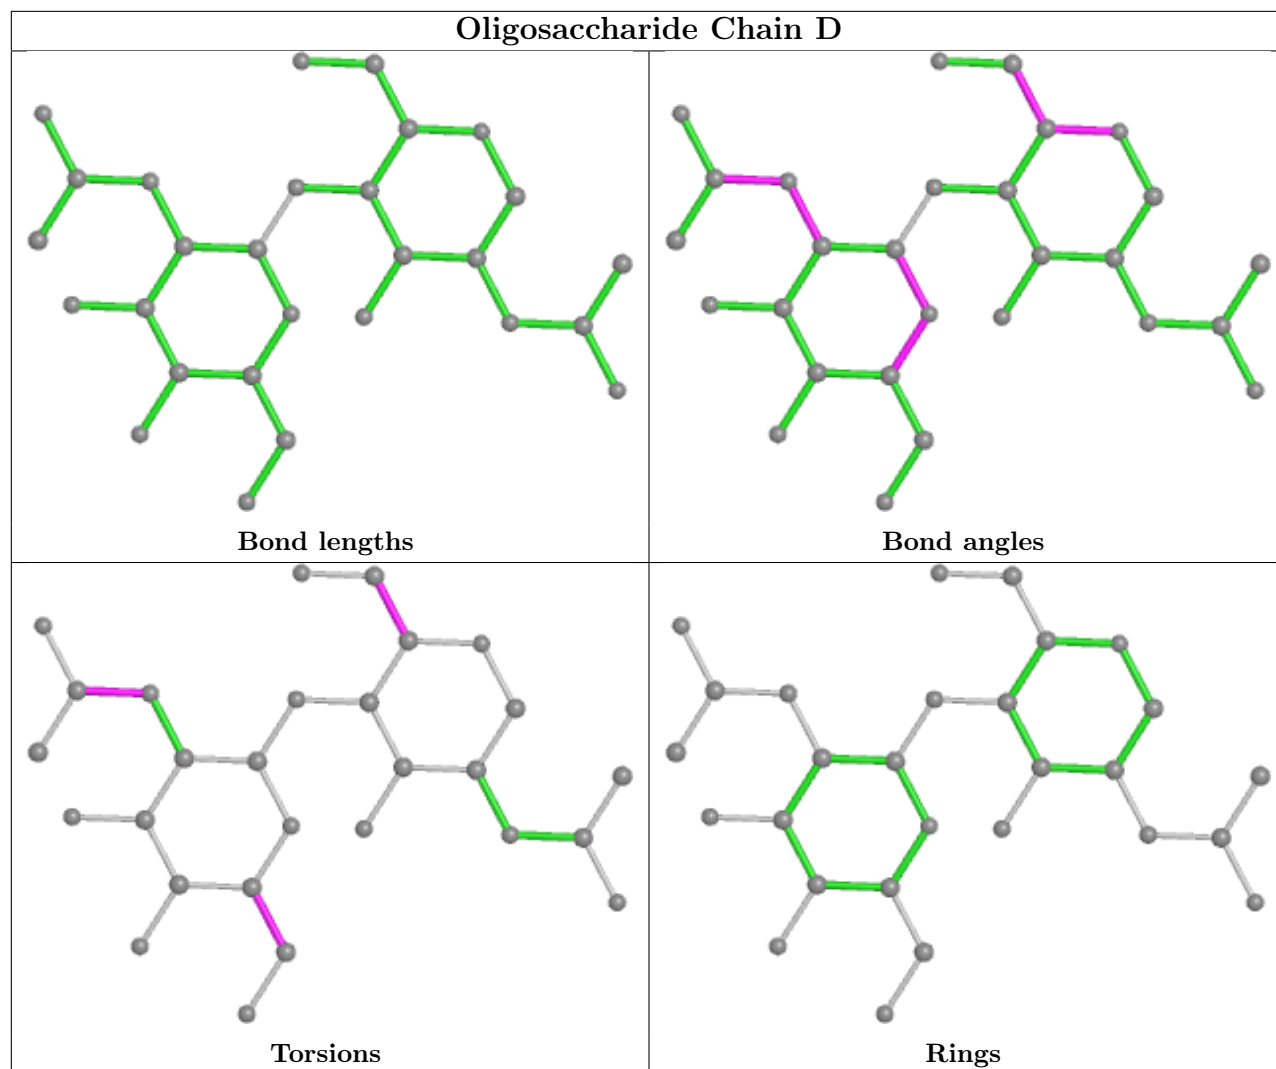 Oligosaccharide Chain D
Bond lengths
Bond angles
Torsions
Rings